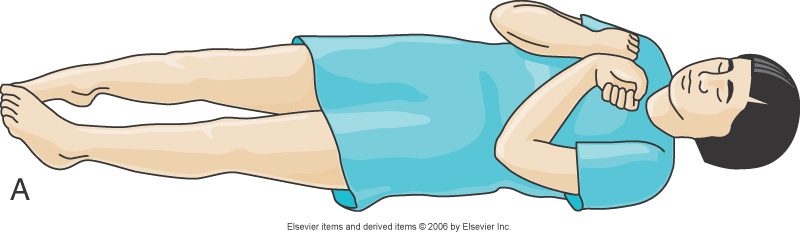 A
Elsevier items and derived items © 2006 by Elsevier Inc.